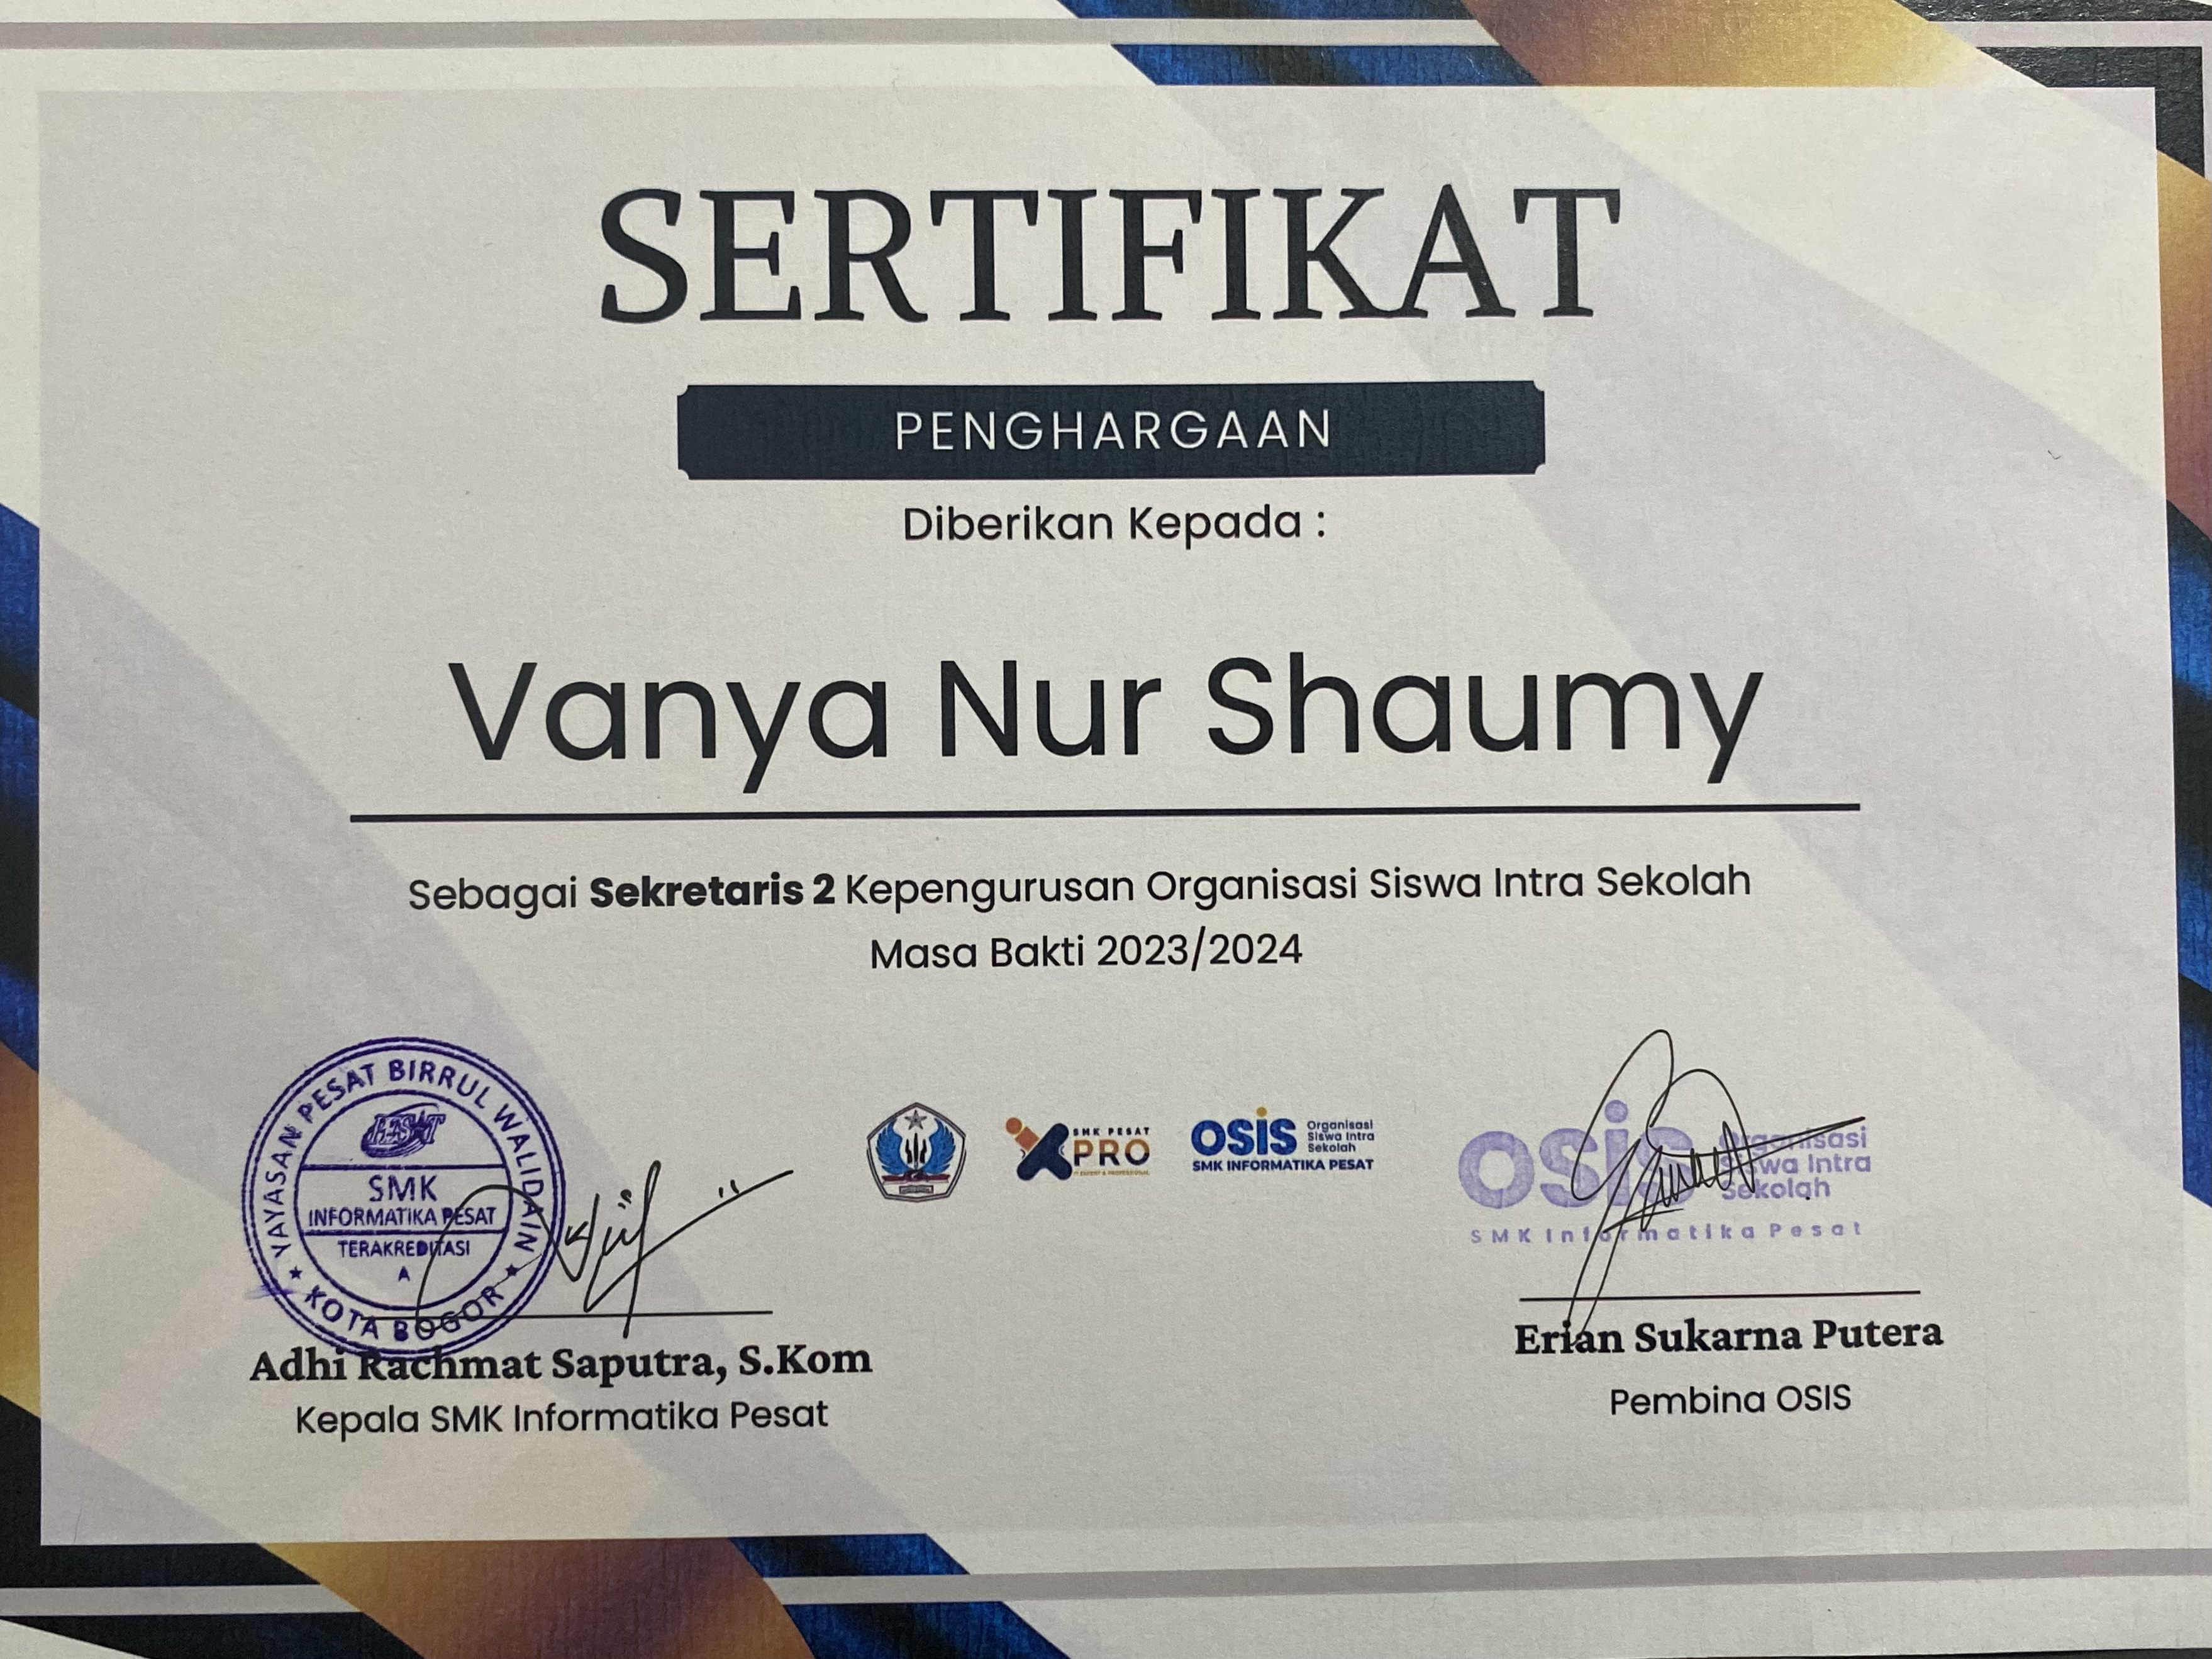 SERTIFIKAT
PENGHARGAAN
Diberikan Kepada :
Vanya Nur Shaumy
Sebagai Sekretaris 2 Kepengurusan Organisasi Siswa Intra Sekolah
Masa Bakti 2023/2024
YAYASAN PESAT BIRRUL WALIDAIN
PESAT
SMK
INFORMATIKA PESAT
TERAKREDITASI
A
KOTA BOGOR
SMK PESAT
XPRO
OSIS Organisasi
Siswa Intra
Sekolah
SMK INFORMATIKA PESAT
osis Organisasi
Siswa Intra
Sekolah
SMK Informatika Pesat
Adhi Rachmat Saputra, S.Kom
Kepala SMK Informatika Pesat
Erian Sukarna Putera
Pembina OSIS